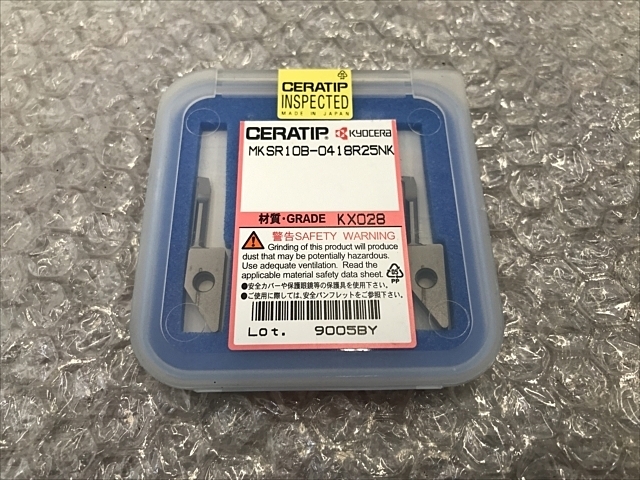 CERATIP
INSPECTED
MADE IN JAPAN
CERATIP® KYOCERA
MKSR10B-0418R25NK
材質・GRADE KX028
警告SAFETY WARNING
Grinding of this product will produce
dust that may be potentially hazardous.
Use adequate ventilation. Read the
applicable material safety data sheet.
PP
●安全カバーや保護眼鏡等の保護具を使用下さい。
●ご使用に際しては、安全パンフレットをご参照下さい。
Lot. 9005BY